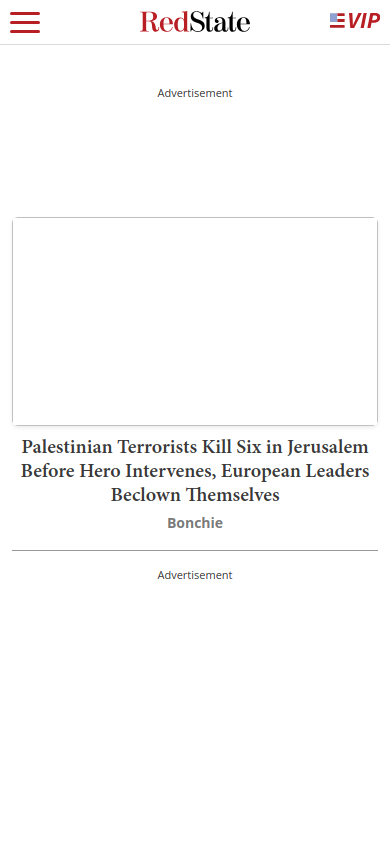 RedState
VIP
Advertisement
Palestinian Terrorists Kill Six in Jerusalem
Before Hero Intervenes, European Leaders
Beclown Themselves
Bonchie
Advertisement